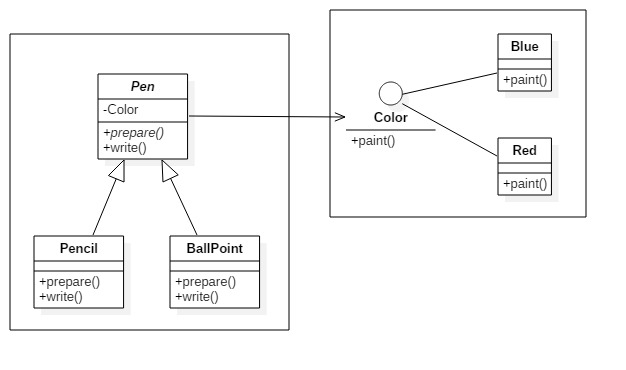 Pen
-Color
+prepare()
+write()
Pencil
+prepare()
+write()
BallPoint
+prepare()
+write()
Color
+paint()
Blue
+paint()
Red
+paint()